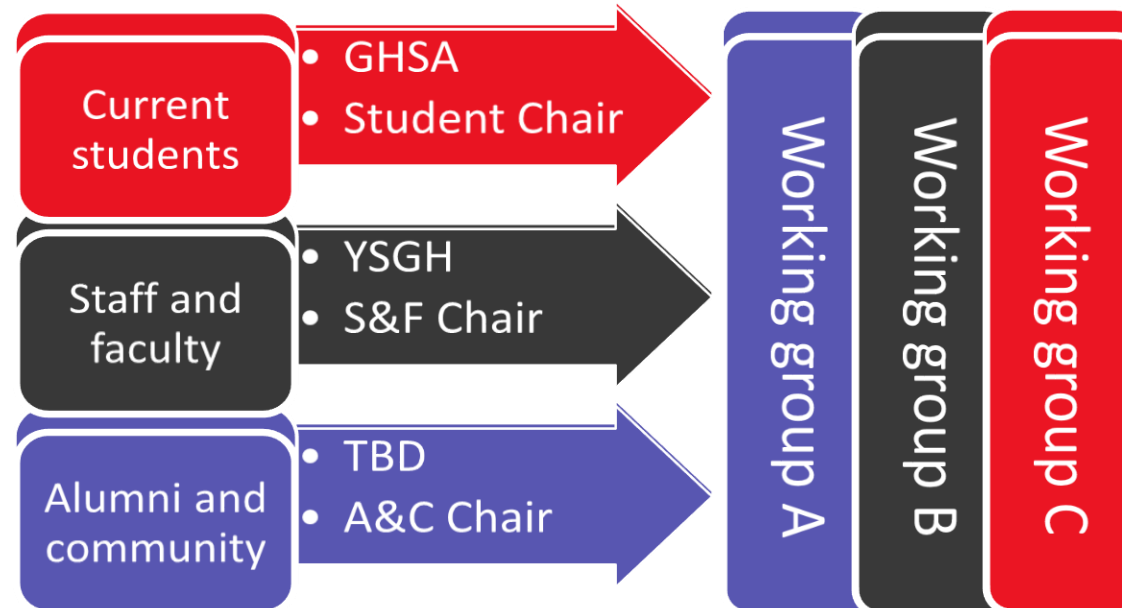 Current
students
• GHSA
• Student Chair
Staff and
faculty
• YSGH
• S&F Chair
Alumni and
community
• TBD
• A&C Chair
Working group A
Working group B
Working group C